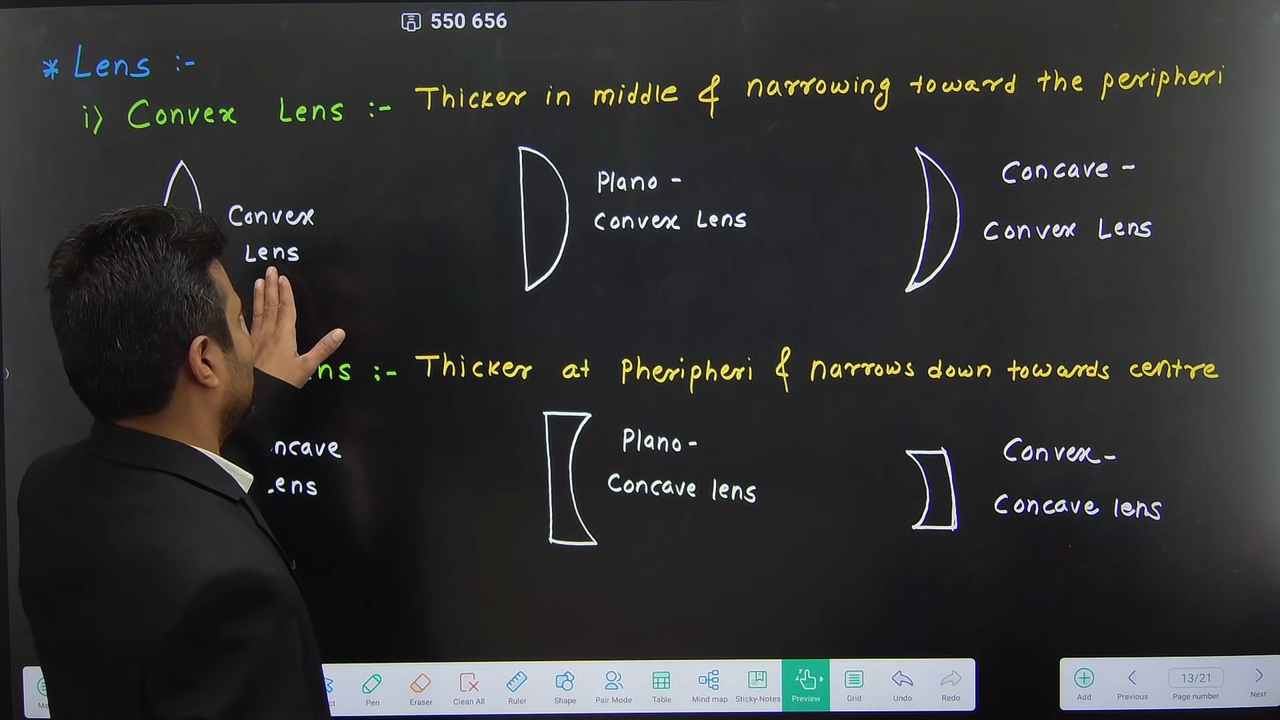 550 656
* Lens :-
i) Convex Lens :- Thicker in middle & narrowing toward the peripheri
Convex
Lens
Plano -
Convex Lens
Concave -
Convex Lens
:- Thicker at Pheripheri & narrows down towards centre
Plano-
Concave lens
Convex-
Concave lens
Pen Eraser Clean All Ruler Shape Pair Mode Table Mind map Sticky-Notes Preview Grid Undo Redo
Add Previous 13/21 Page number Next